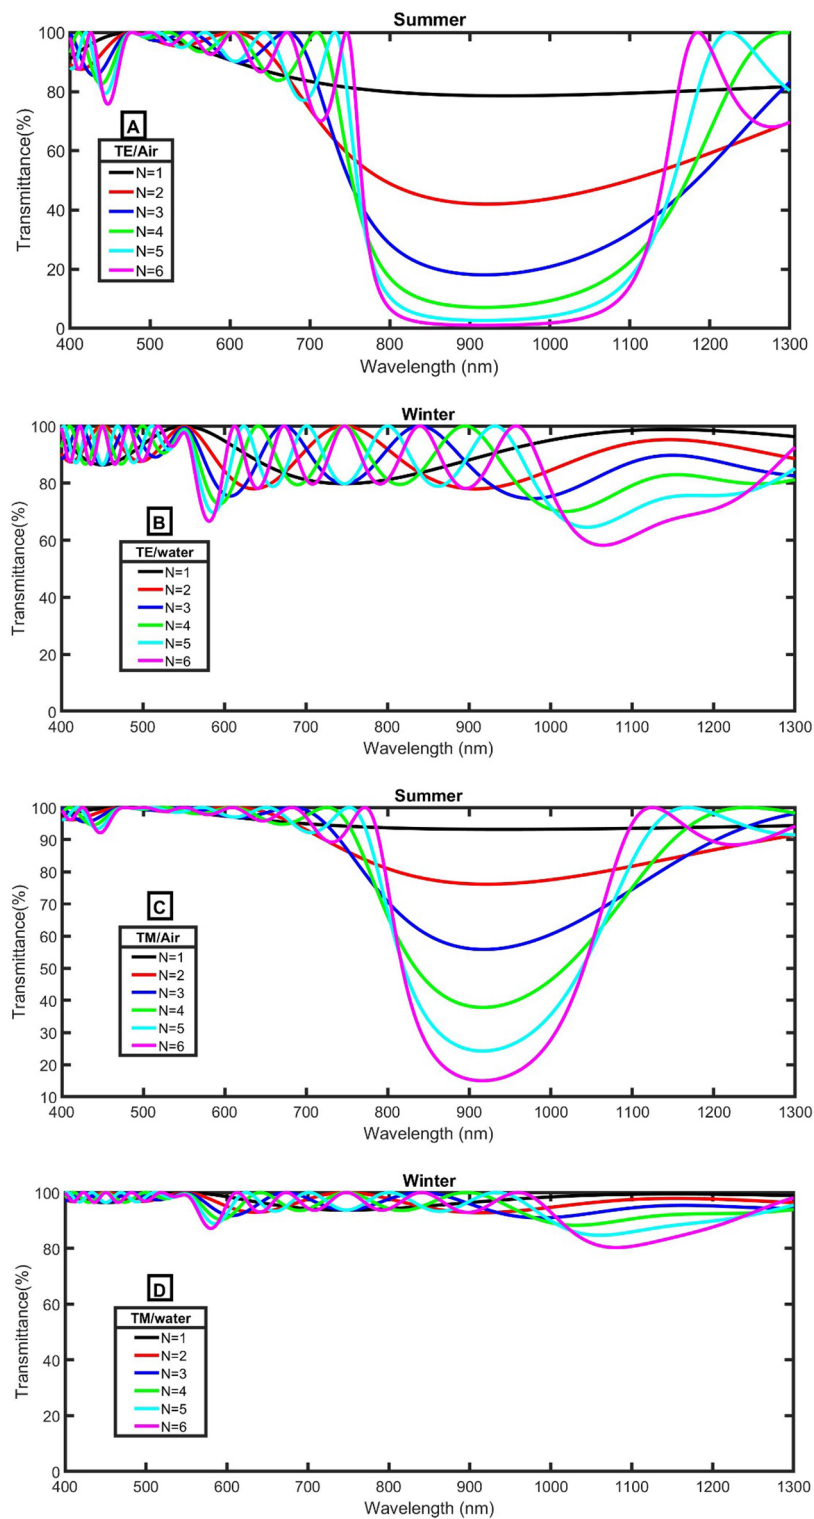 Summer
100
80
60
40
20
0
Transmittance(%)
A
TE/Air
N=1
N=2
N=3
N=4
N=5
N=6
400 500 600 700 800 900 1000 1100 1200 1300
Wavelength (nm)
Winter
100
80
60
40
20
0
Transmittance(%)
B
TE/water
N=1
N=2
N=3
N=4
N=5
N=6
400 500 600 700 800 900 1000 1100 1200 1300
Wavelength (nm)
Summer
100
90
80
70
60
50
40
30
20
10
Transmittance(%)
C
TM/Air
N=1
N=2
N=3
N=4
N=5
N=6
400 500 600 700 800 900 1000 1100 1200 1300
Wavelength (nm)
Winter
100
80
60
40
20
0
Transmittance(%)
D
TM/water
N=1
N=2
N=3
N=4
N=5
N=6
400 500 600 700 800 900 1000 1100 1200 1300
Wavelength (nm)